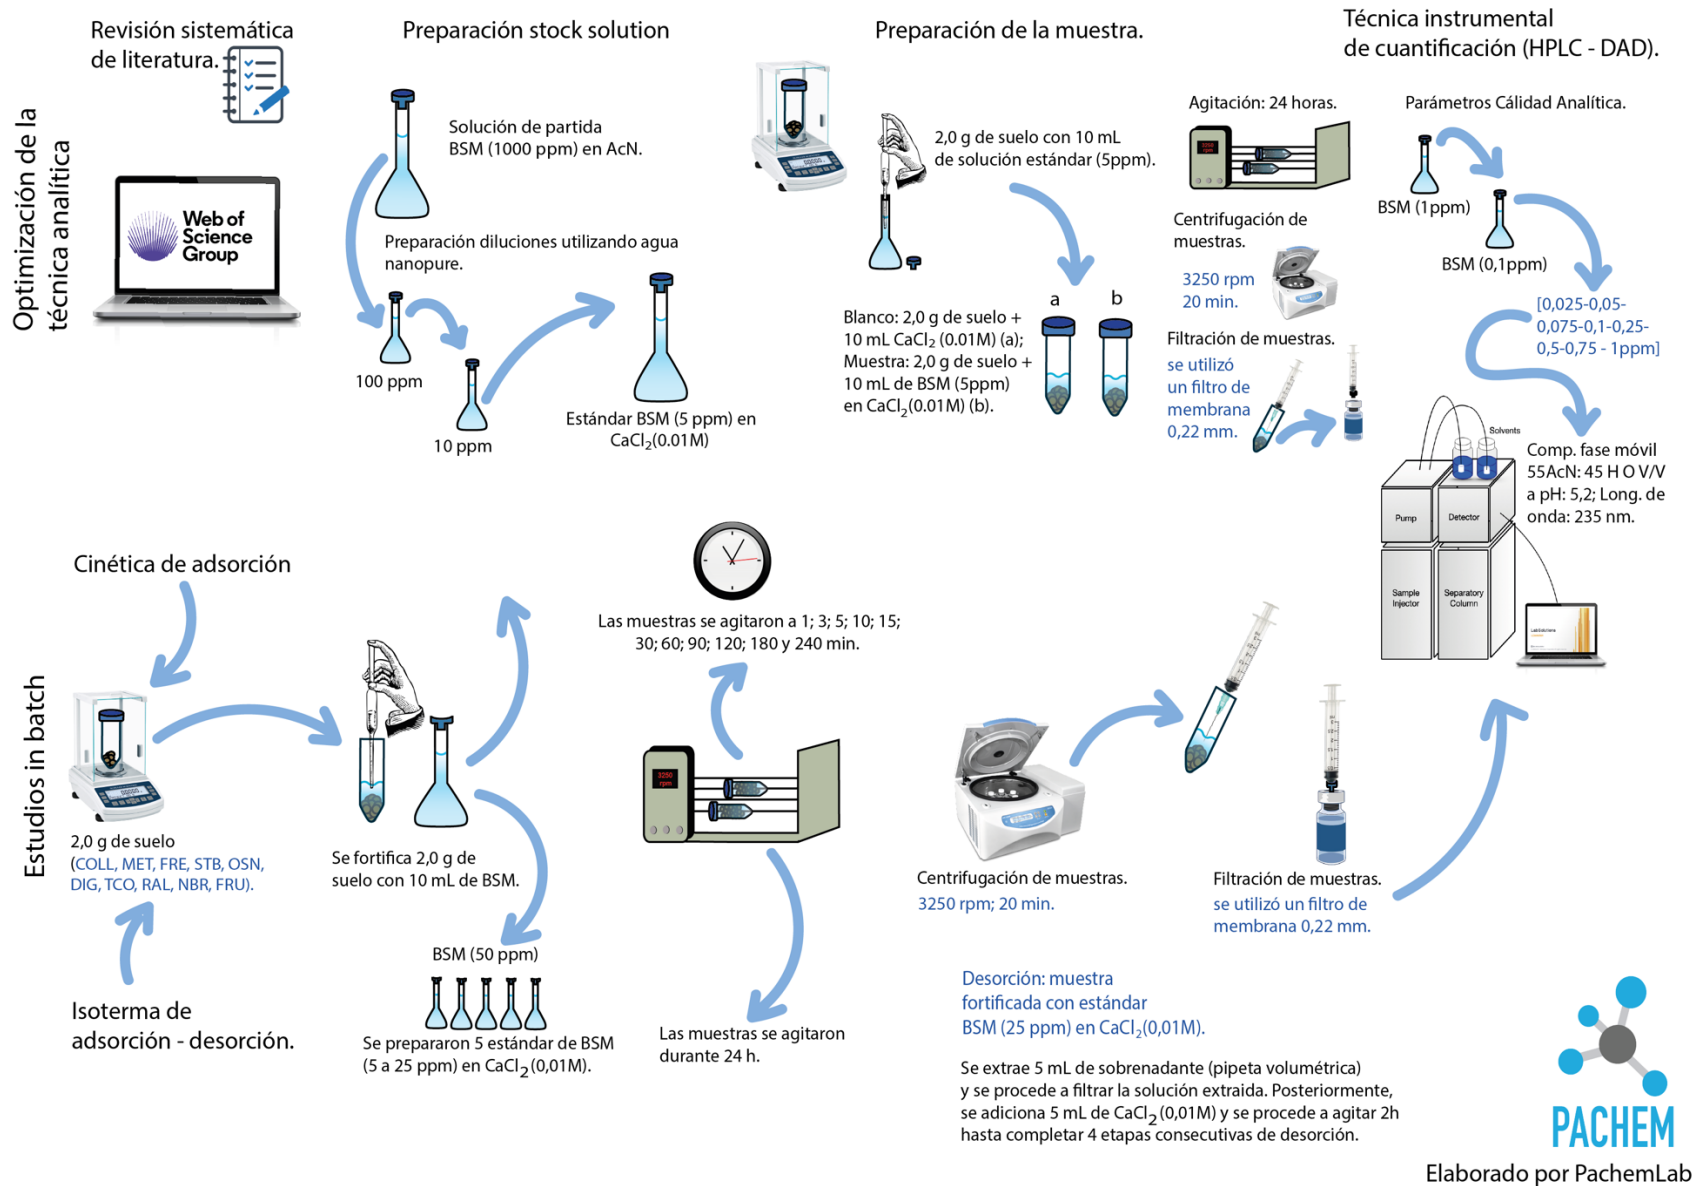 Optimización de la
técnica analítica
Revisión sistemática
de literatura.
Web of
Science
Group
Preparación stock solution
Solución de partida
BSM (1000 ppm) en AcN.
Preparación diluciones utilizando agua
nanopure.
100 ppm
10 ppm
Estándar BSM (5 ppm) en
CaCl₂(0.01M)
Preparación de la muestra.
2,0 g de suelo con 10 mL
de solución estándar (5ppm).
a
b
Blanco: 2,0 g de suelo +
10 mL CaCl₂ (0.01M) (a);
Muestra: 2,0 g de suelo +
10 mL de BSM (5ppm)
en CaCl₂(0.01M) (b).
Agitación: 24 horas.
3250
rpm
Centrifugación de
muestras.
3250 rpm
20 min.
Filtración de muestras.
se utilizó
un filtro de
membrana
0,22 mm.
Técnica instrumental
de cuantificación (HPLC - DAD).
Parámetros Cálidad Analítica.
BSM (1ppm)
BSM (0,1ppm)
[0,025-0,05-
0,075-0,1-0,25-
0,5-0,75 - 1ppm]
Solvents
Comp. fase móvil
55AcN: 45 H O V/V
a pH: 5,2; Long. de
onda: 235 nm.
Pump
Detector
Sample
Injector
Separatory
Column
LabSolutions
Estudios in batch
Cinética de adsorción
2,0 g de suelo
(COLL, MET, FRE, STB, OSN,
DIG, TCO, RAL, NBR, FRU).
Isoterma de
adsorción - desorción.
Se fortifica 2,0 g de
suelo con 10 mL de BSM.
BSM (50 ppm)
Se prepararon 5 estándar de BSM
(5 a 25 ppm) en CaCl₂(0,01M).
Las muestras se agitaron a 1; 3; 5; 10; 15;
30; 60; 90; 120; 180 y 240 min.
3250
rpm
Las muestras se agitaron
durante 24 h.
Centrifugación de muestras.
3250 rpm; 20 min.
Filtración de muestras.
se utilizó un filtro de
membrana 0,22 mm.
Desorción: muestra
fortificada con estándar
BSM (25 ppm) en CaCl₂(0,01M).
Se extrae 5 mL de sobrenadante (pipeta volumétrica)
y se procede a filtrar la solución extraida. Posteriormente,
se adiciona 5 mL de CaCl₂(0,01M) y se procede a agitar 2h
hasta completar 4 etapas consecutivas de desorción.
PACHEM
Elaborado por PachemLab